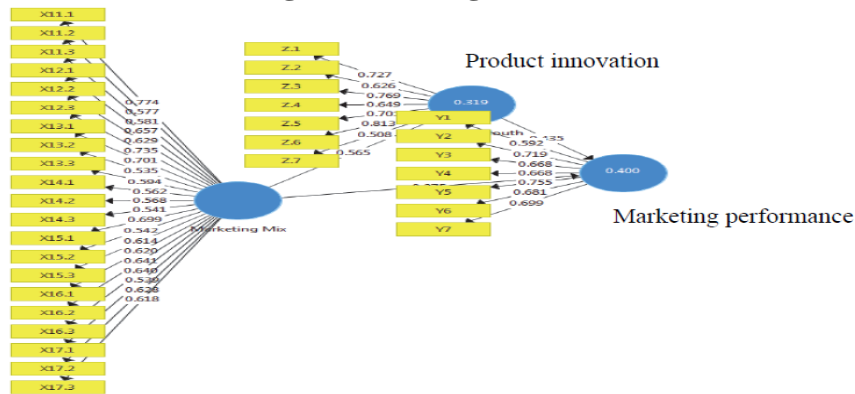 X11.1
X11.2
X11.3
X12.1
X12.2
X12.3
X13.1
X13.2
X13.3
X14.1
X14.2
X14.3
X15.1
X15.2
X15.3
X16.1
X16.2
X16.3
X17.1
X17.2
X17.3
0.774
0.577
0.581
0.657
0.629
0.735
0.701
0.535
0.594
0.562
0.568
0.541
0.699
0.542
0.614
0.620
0.641
0.640
0.628
0.618
Marketing Mix
Z.1
Z.2
Z.3
Z.4
Z.5
Z.6
Z.7
0.727
0.626
0.769
0.649
0.813
0.508
0.565
Product innovation
0.319
Y1
Y2
Y3
Y4
Y5
Y6
Y7
0.592
0.719
0.668
0.668
0.755
0.681
0.699
0.400
Marketing performance